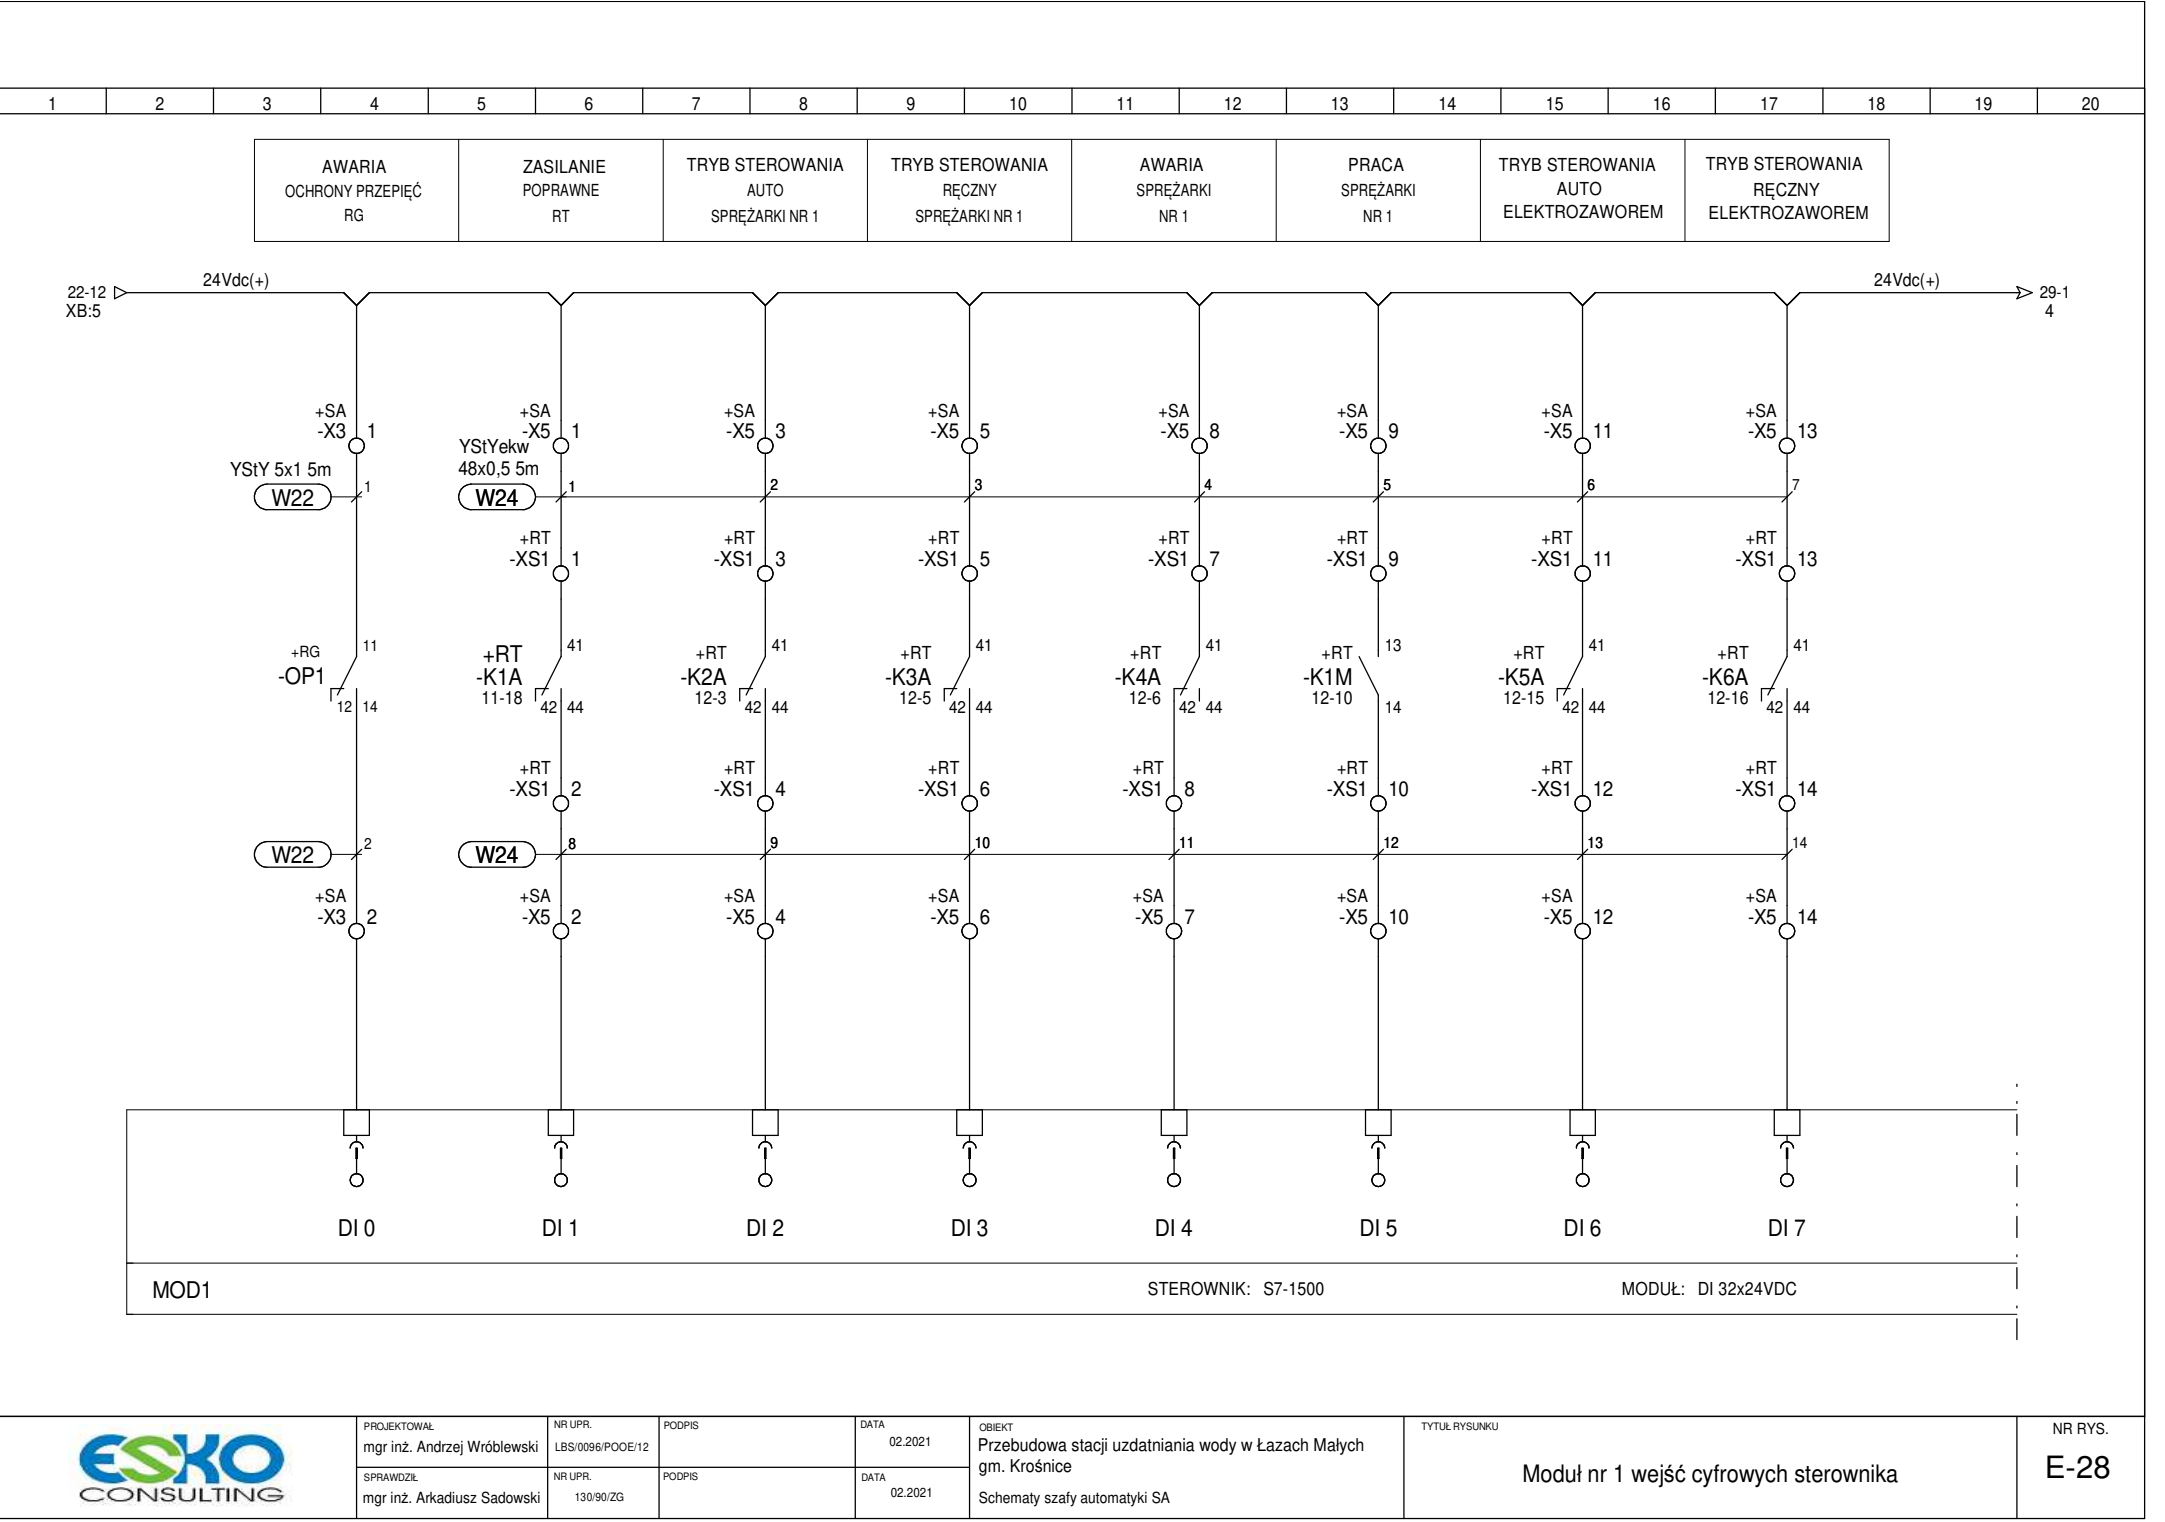 1 2 3 4 5 6 7 8 9 10 11 12 13 14 15 16 17 18 19 20
AWARIA
OCHRONY PRZEPIĘĆ
RG
ZASILANIE
POPRAWNE
RT
TRYB STEROWANIA
AUTO
SPRĘŻARKI NR 1
TRYB STEROWANIA
RĘCZNY
SPRĘŻARKI NR 1
AWARIA
SPRĘŻARKI
NR 1
PRACA
SPRĘŻARKI
NR 1
TRYB STEROWANIA
AUTO
ELEKTROZAWOREM
TRYB STEROWANIA
RĘCZNY
ELEKTROZAWOREM
22-12
XB:5
24Vdc(+)
24Vdc(+)
29-1
4
+SA +SA +SA +SA +SA +SA +SA +SA
-X3 1 -X5 1 -X5 3 -X5 5 -X5 8 -X5 9 -X5 11 -X5 13
YStY 5x1 5m
YStYekw
48x0,5 5m
W22 1 W24 1 2 3 4 5 6 7
+RT +RT +RT +RT +RT +RT +RT
-XS1 1 -XS1 3 -XS1 5 -XS1 7 -XS1 9 -XS1 11 -XS1 13
+RG 11 +RT 41 +RT 41 +RT 41 +RT 41 +RT 13 +RT 41 +RT 41
-OP1 -K1A -K2A -K3A -K4A -K1M -K5A -K6A
11-18 12-3 12-5 12-6 12-10 12-15 12-16
12 14 42 44 42 44 42 44 42 44 14 42 44 42 44
+RT +RT +RT +RT +RT +RT +RT
-XS1 2 -XS1 4 -XS1 6 -XS1 8 -XS1 10 -XS1 12 -XS1 14
W22 2 W24 8 9 10 11 12 13 14
+SA +SA +SA +SA +SA +SA +SA +SA
-X3 2 -X5 2 -X5 4 -X5 6 -X5 7 -X5 10 -X5 12 -X5 14
DI 0 DI 1 DI 2 DI 3 DI 4 DI 5 DI 6 DI 7
MOD1 STEROWNIK: S7-1500 MODUŁ: DI 32x24VDC
ESKO
CONSULTING
PROJEKTOWAŁ
mgr inż. Andrzej Wróblewski
NR UPR.
LBS/0096/POOE/12
PODPIS
DATA
02.2021
SPRAWDZIŁ
mgr inż. Arkadiusz Sadowski
NR UPR.
130/90/ZG
PODPIS
DATA
02.2021
OBIEKT
Przebudowa stacji uzdatniania wody w Łazach Małych
gm. Krośnice
Schematy szafy automatyki SA
TYTUŁ RYSUNKU
Moduł nr 1 wejść cyfrowych sterownika
NR RYS.
E-28